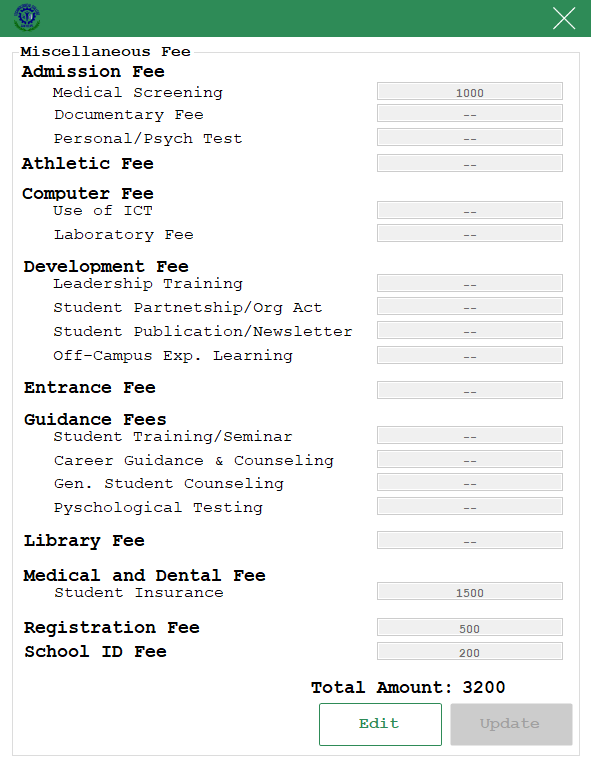 Miscellaneous Fee
Admission Fee
Medical Screening 1000
Documentary Fee --
Personal/Psych Test --
Athletic Fee --
Computer Fee
Use of ICT --
Laboratory Fee --
Development Fee
Leadership Training --
Student Partnetship/Org Act --
Student Publication/Newsletter --
Off-Campus Exp. Learning --
Entrance Fee --
Guidance Fees
Student Training/Seminar --
Career Guidance & Counseling --
Gen. Student Counseling --
Pyschological Testing --
Library Fee --
Medical and Dental Fee
Student Insurance 1500
Registration Fee 500
School ID Fee 200
Total Amount: 3200
Edit Update